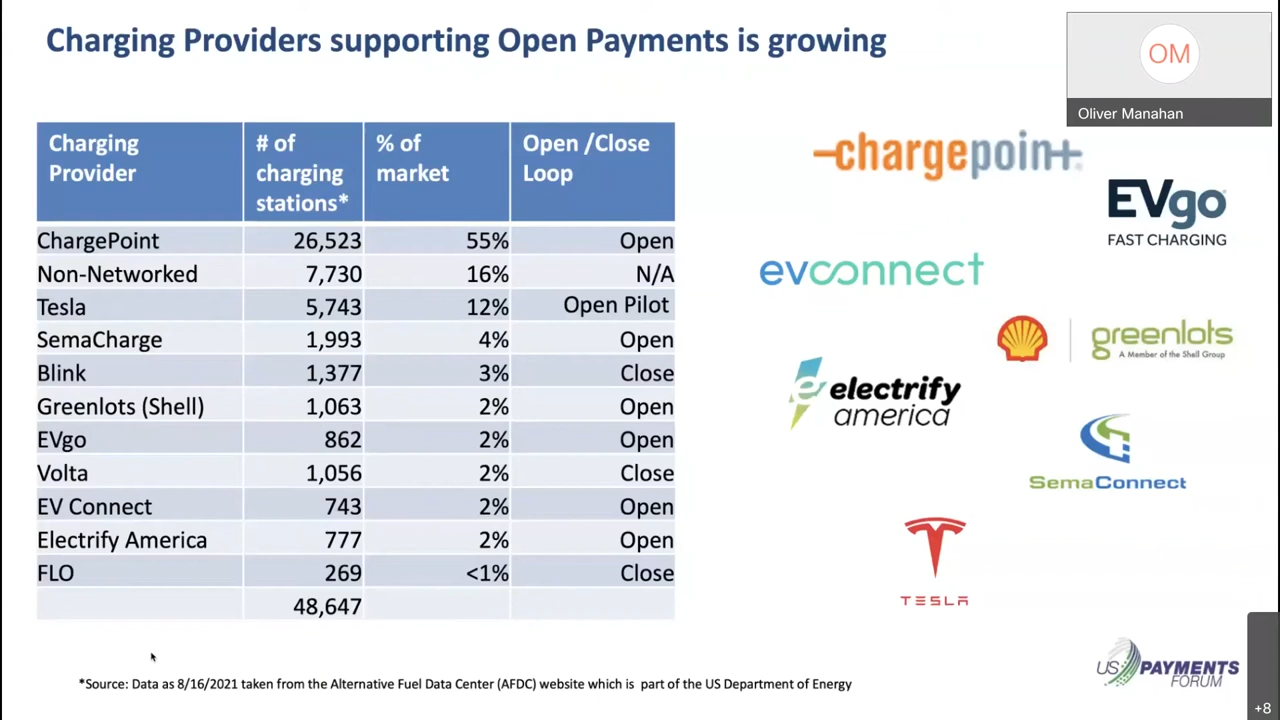 Charging Providers supporting Open Payments is growing
OM
Oliver Manahan
Charging Provider
# of charging stations*
% of market
Open /Close Loop
ChargePoint 26,523 55% Open
Non-Networked 7,730 16% N/A
Tesla 5,743 12% Open Pilot
SemaCharge 1,993 4% Open
Blink 1,377 3% Close
Greenlots (Shell) 1,063 2% Open
EVgo 862 2% Open
Volta 1,056 2% Close
EV Connect 743 2% Open
Electrify America 777 2% Open
FLO 269 <1% Close
48,647
-chargepoin+
EVgo
FAST CHARGING
evconnect
greenlots
A Member of the Shell Group
electrify
america
SemaConnect
TESLA
US PAYMENTS
FORUM
*Source: Data as 8/16/2021 taken from the Alternative Fuel Data Center (AFDC) website which is part of the US Department of Energy
+8